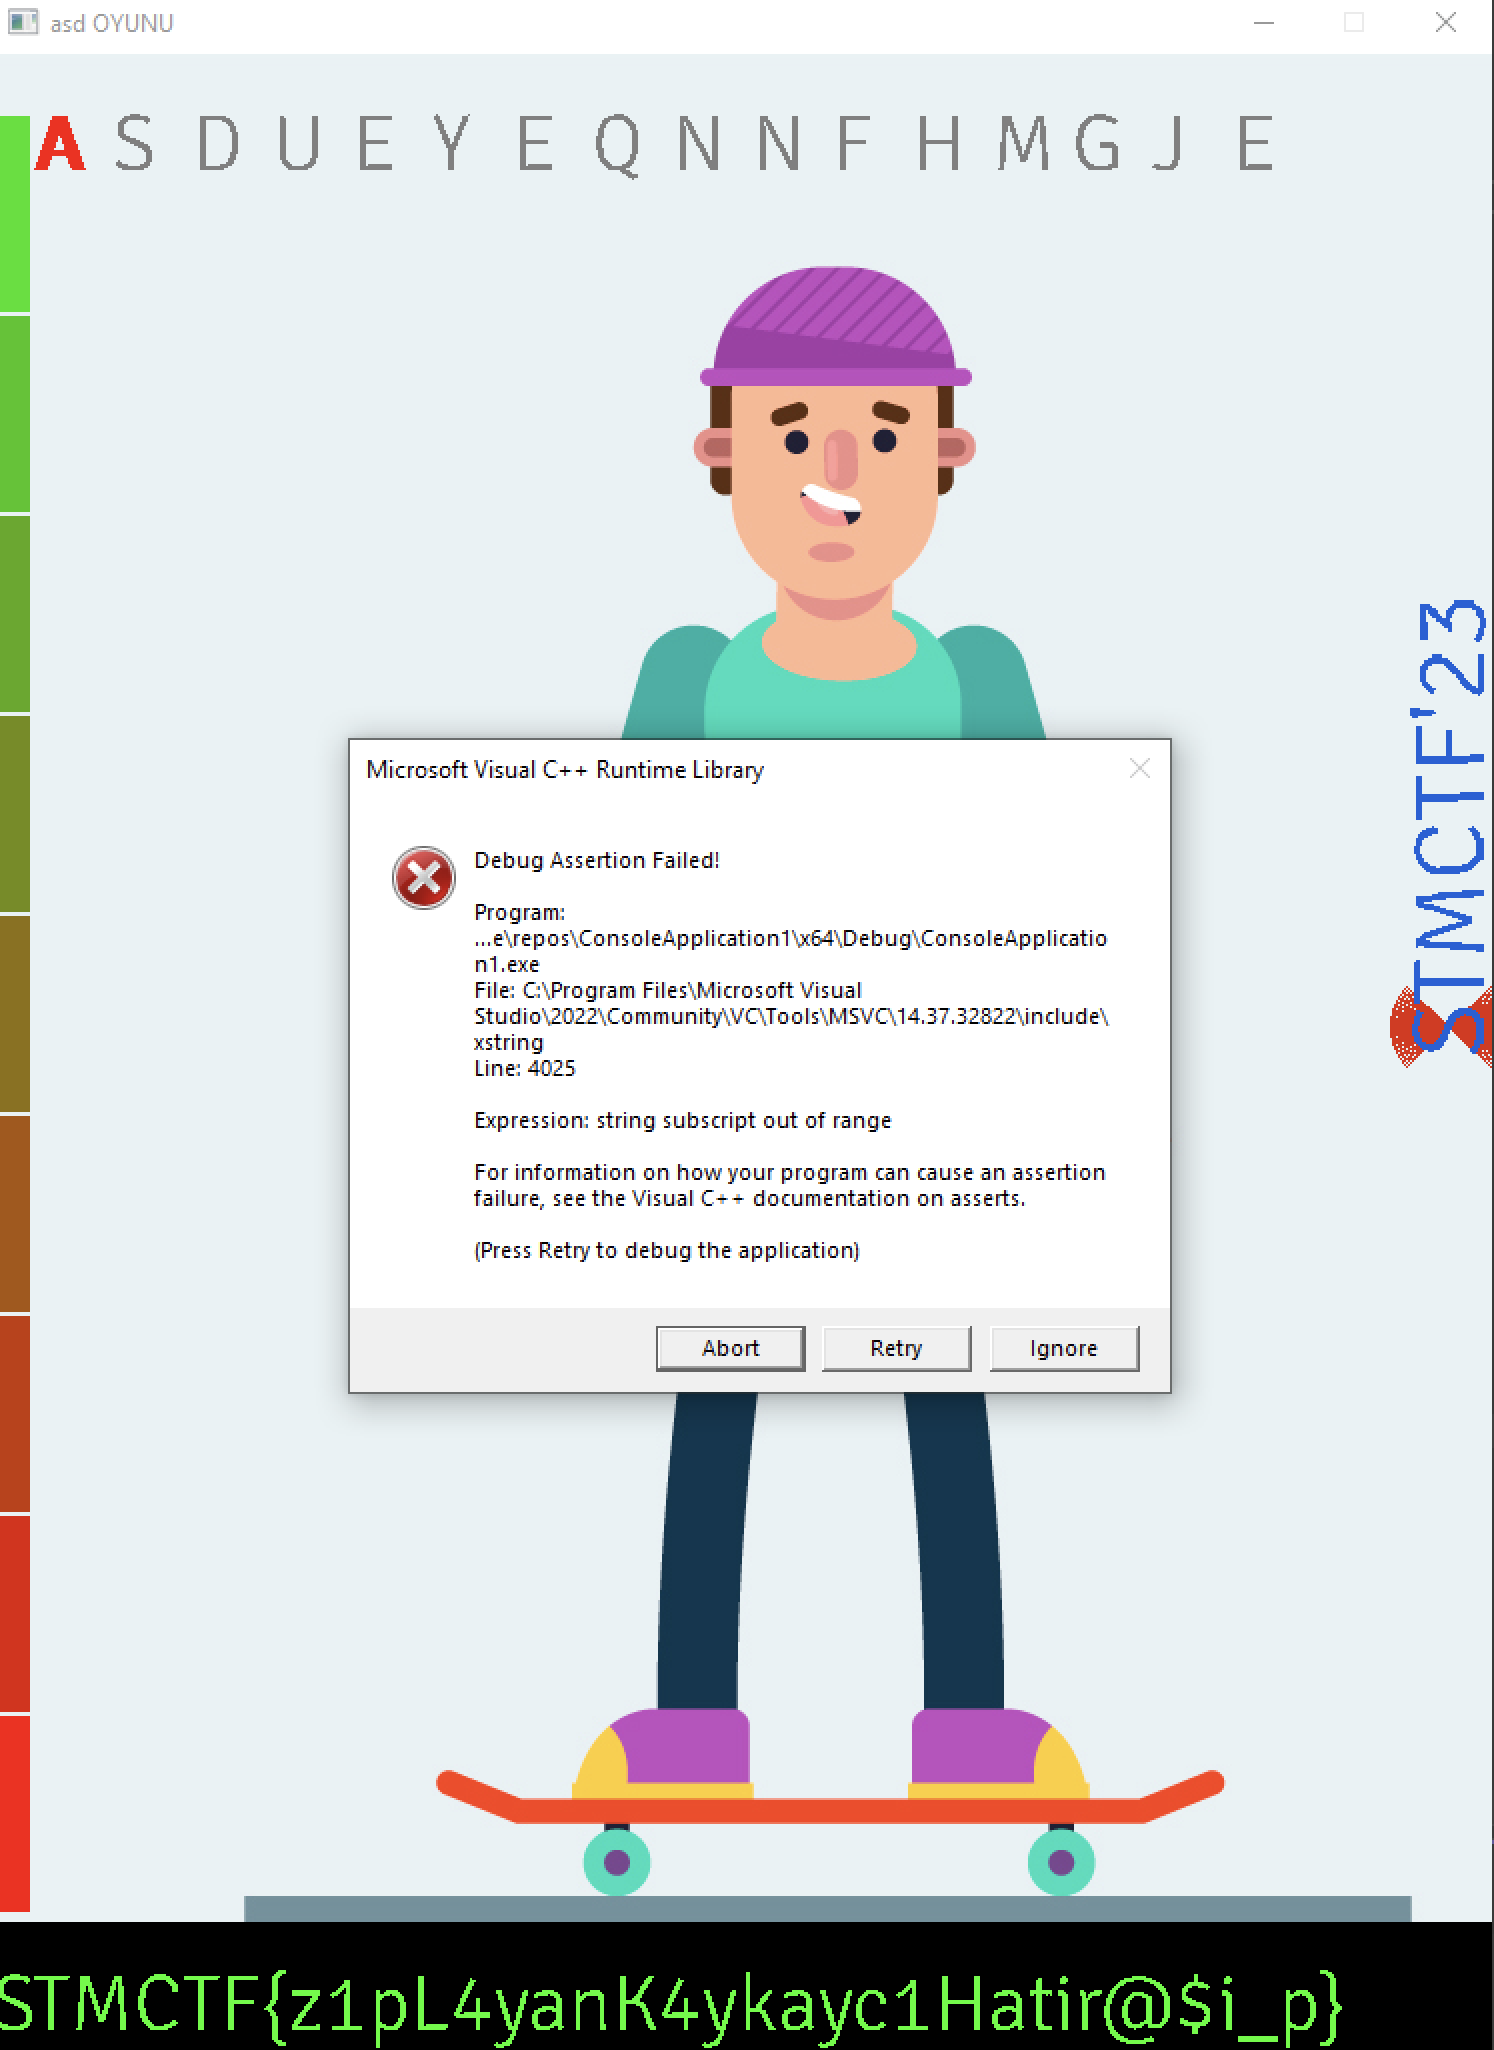 asd OYUNU
A S D U E Y E Q N N F H M G J E
STMCTF'23
Microsoft Visual C++ Runtime Library
Debug Assertion Failed!
Program:
...e\repos\ConsoleApplication1\x64\Debug\ConsoleApplicatio
n1.exe
File: C:\Program Files\Microsoft Visual
Studio\2022\Community\VC\Tools\MSVC\14.37.32822\include\
xstring
Line: 4025
Expression: string subscript out of range
For information on how your program can cause an assertion
failure, see the Visual C++ documentation on asserts.
(Press Retry to debug the application)
Abort Retry Ignore
STMCTF{z1pL4yanK4ykayc1Hatir@$i_p}